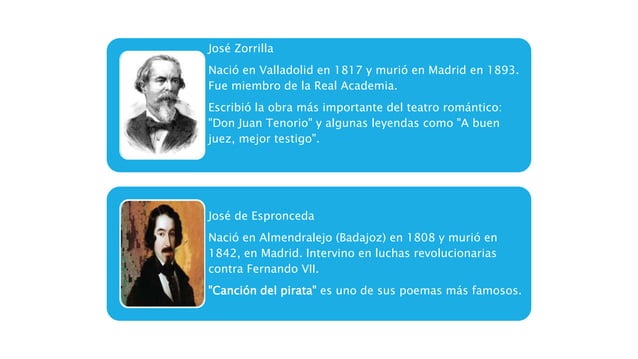 José Zorrilla
Nació en Valladolid en 1817 y murió en Madrid en 1893.
Fue miembro de la Real Academia.
Escribió la obra más importante del teatro romántico:
"Don Juan Tenorio" y algunas leyendas como "A buen
juez, mejor testigo".
José de Espronceda
Nació en Almendralejo (Badajoz) en 1808 y murió en
1842, en Madrid. Intervino en luchas revolucionarias
contra Fernando VII.
"Canción del pirata" es uno de sus poemas más famosos.